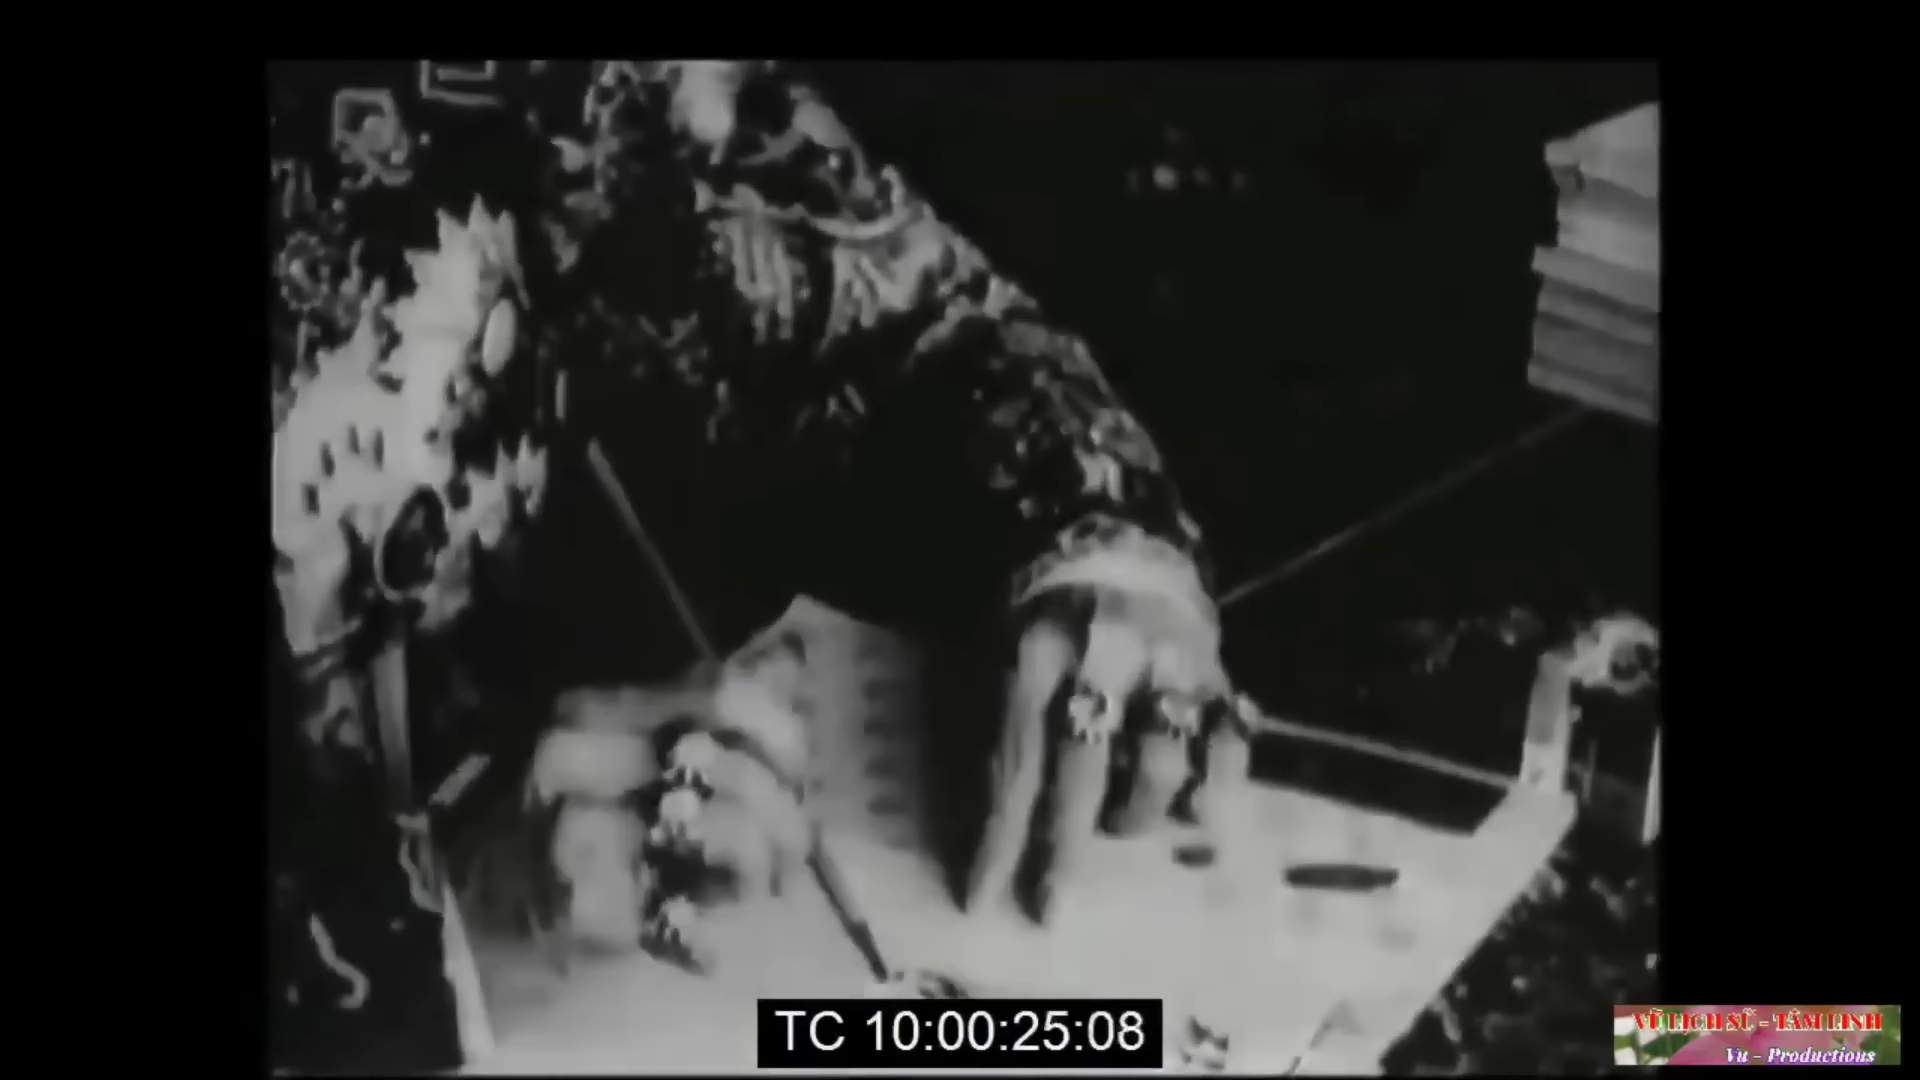 TC 10:00:25:08
VŨ LỊCH SỬ - TÂM LINH
Vu - Productions